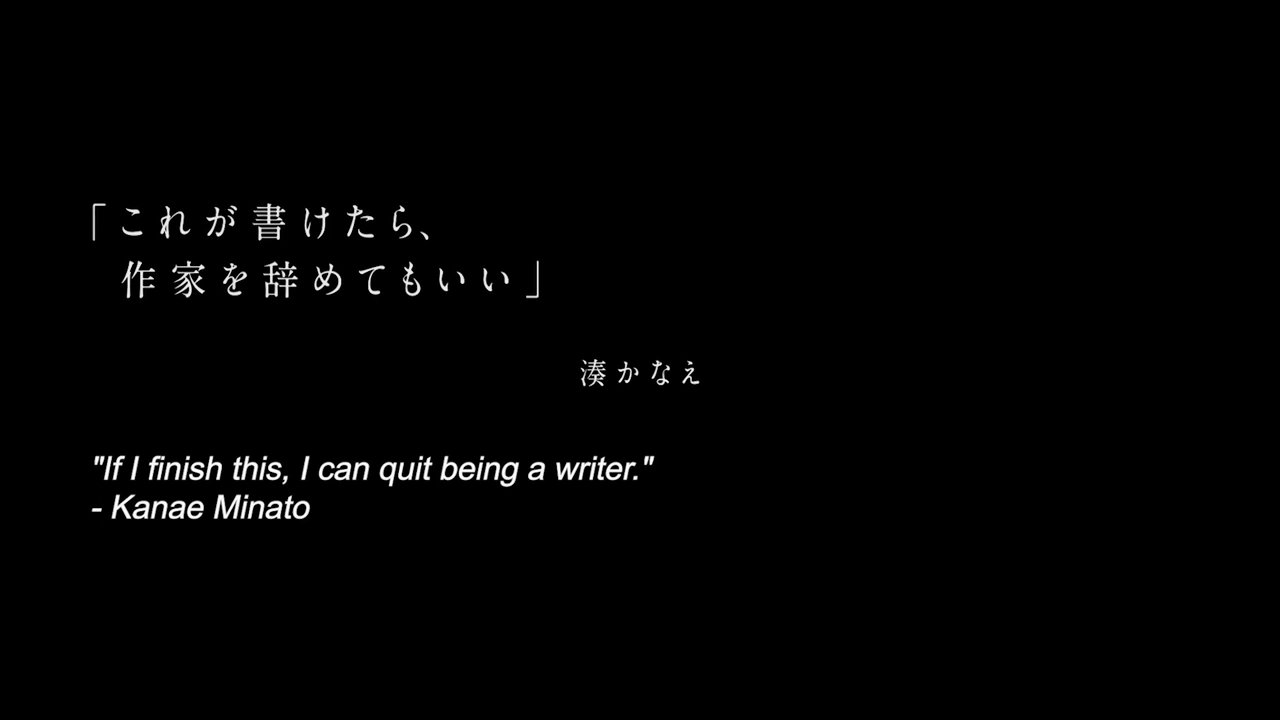 「これが書けたら、
作家を辞めてもいい」
湊かなえ
"If I finish this, I can quit being a writer."
- Kanae Minato